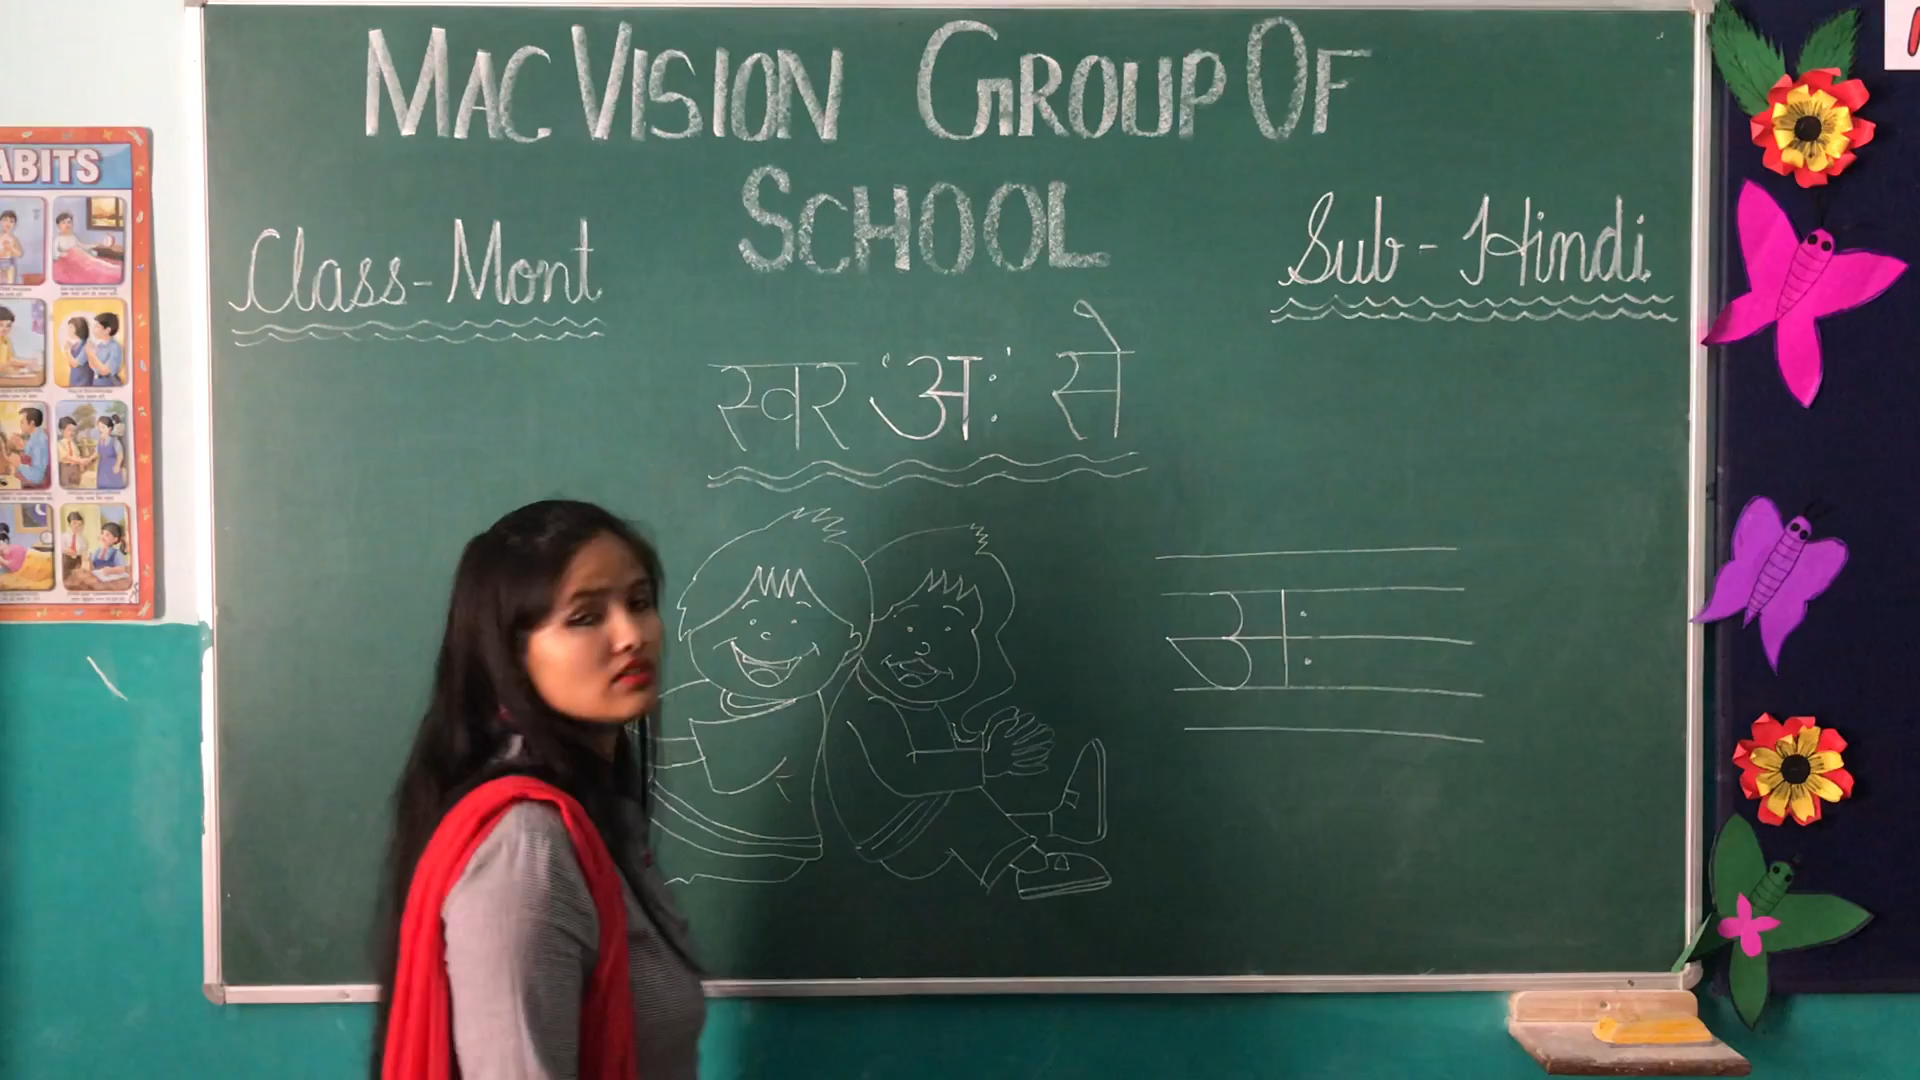 MAC VISION GROUP OF
SCHOOL
Class-Mont
Sub-Hindi
स्वर 'अः' से
अः
ABITS